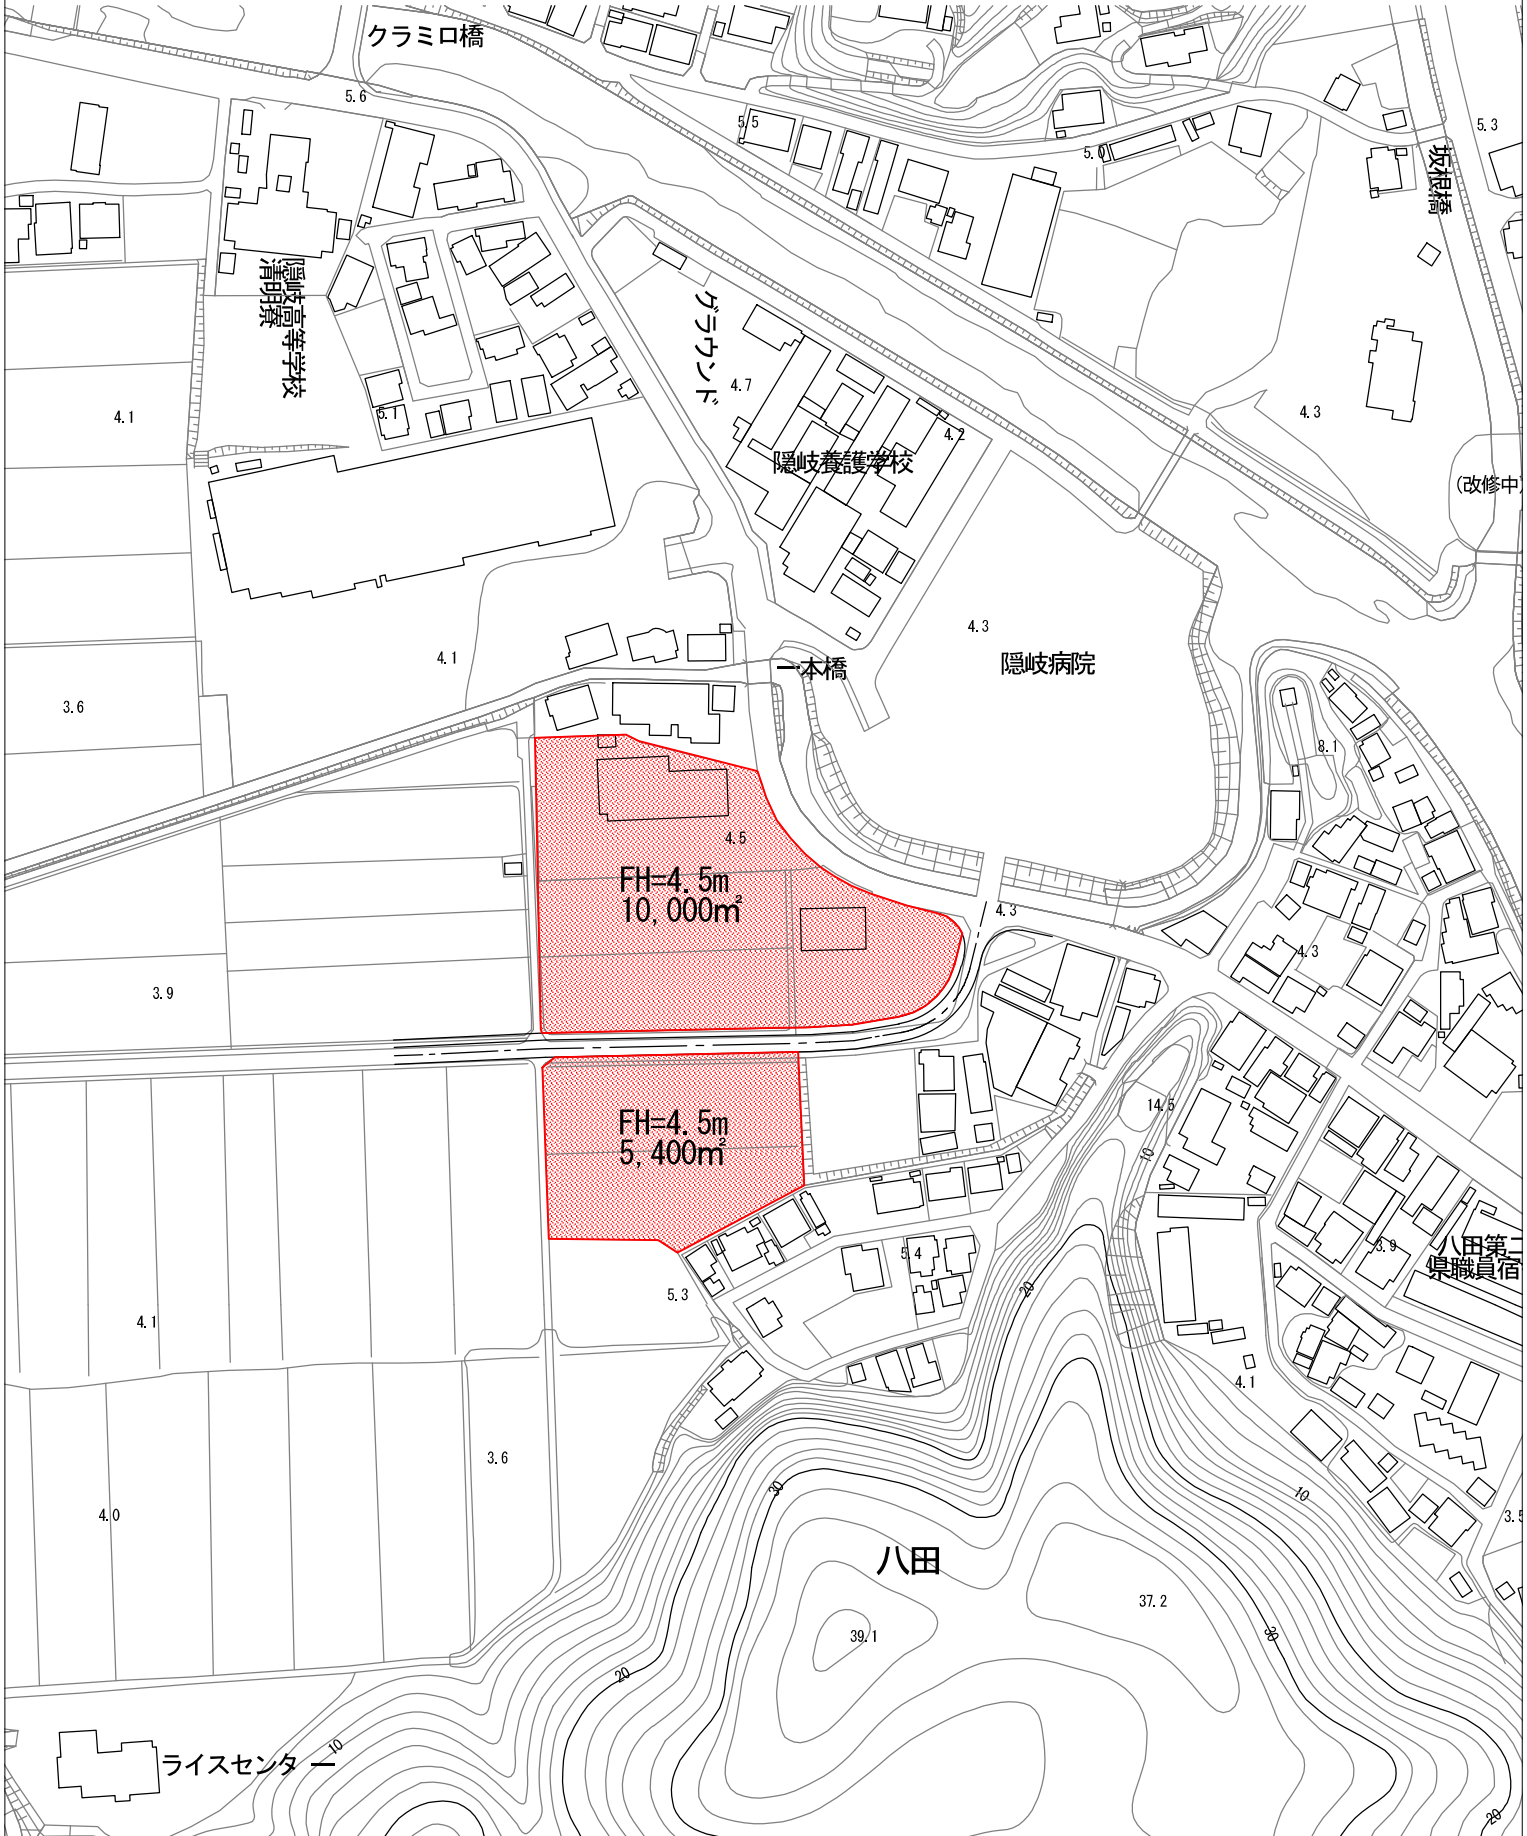 クラミロ橋
5.6
5.5
5.0
5.3
坂根橋
隠岐高等学校
清明寮
グラウンド
4.7
4.1
5.1
4.2
4.3
隠岐養護学校
(改修中)
4.3
4.1
一本橋
隠岐病院
3.6
8.1
4.5
FH=4.5m
10,000㎡
4.3
4.3
3.9
14.5
10
FH=4.5m
5,400㎡
5.4
3.9
八田第二
県職員宿
5.3
20
4.1
4.1
3.6
30
10
4.0
3.5
八田
37.2
39.1
30
20
10
ライスセンター
20